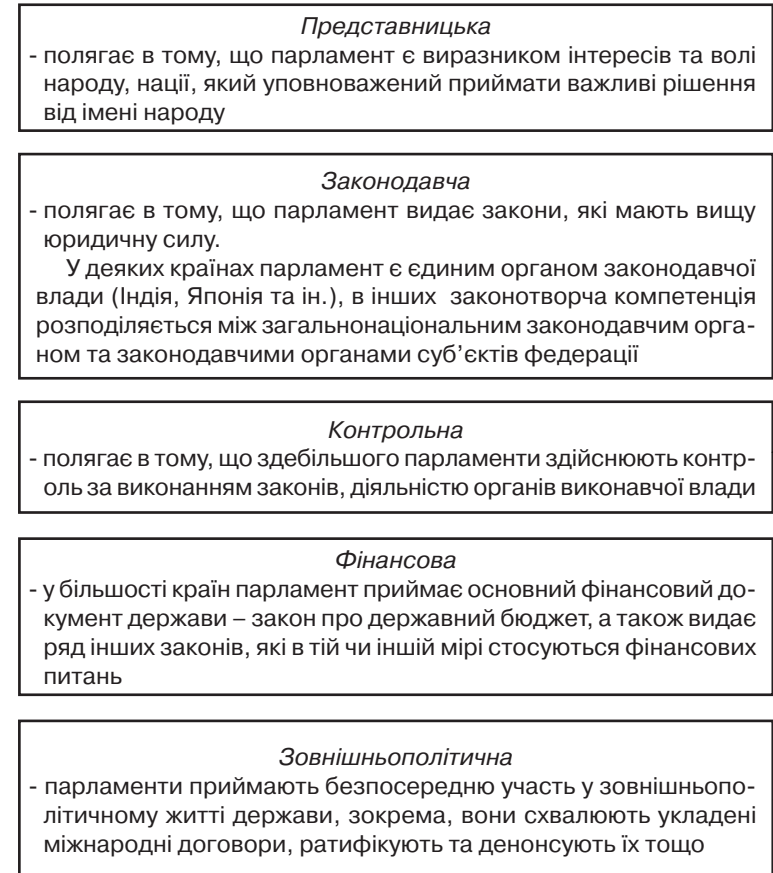 Представницька
- полягає в тому, що парламент є виразником інтересів та волі
народу, нації, який уповноважений приймати важливі рішення
від імені народу
Законодавча
- полягає в тому, що парламент видає закони, які мають вищу
юридичну силу.
У деяких країнах парламент є єдиним органом законодавчої
влади (Індія, Японія та ін.), в інших законотворча компетенція
розподіляється між загальнонаціональним законодавчим орга-
ном та законодавчими органами суб’єктів федерації
Контрольна
- полягає в тому, що здебільшого парламенти здійснюють конт-
роль за виконанням законів, діяльністю органів виконавчої влади
Фінансова
- у більшості країн парламент приймає основний фінансовий до-
кумент держави – закон про державний бюджет, а також видає
ряд інших законів, які в тій чи іншій мірі стосуються фінансових
питань
Зовнішньополітична
- парламенти приймають безпосередню участь у зовнішньопо-
літичному житті держави, зокрема, вони схвалюють укладені
міжнародні договори, ратифікують та денонсують їх тощо